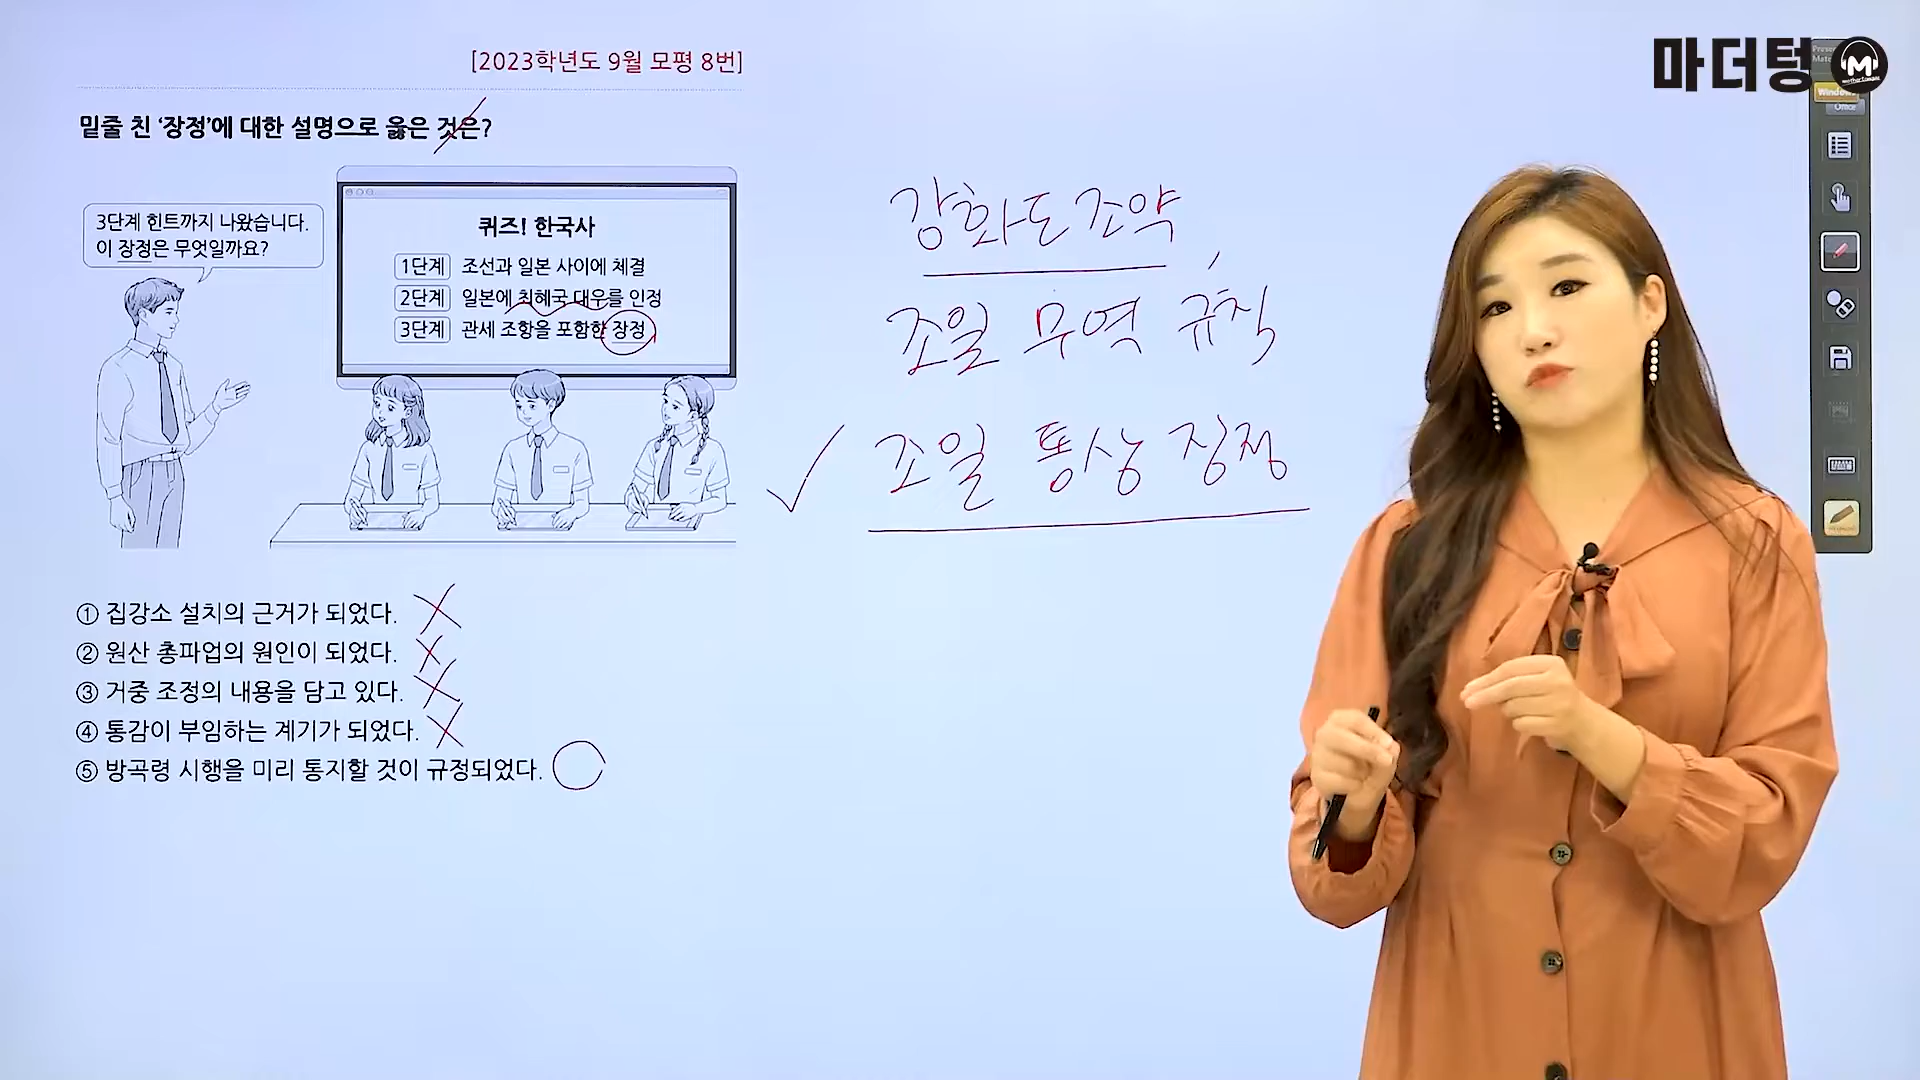 [2023학년도 9월 모평 8번]
밑줄 친 ‘장정’에 대한 설명으로 옳은 것은?
3단계 힌트까지 나왔습니다.
이 장정은 무엇일까요?
퀴즈! 한국사
1단계 조선과 일본 사이에 체결
2단계 일본에 최혜국 대우를 인정
3단계 관세 조항을 포함한 장정
① 집강소 설치의 근거가 되었다.
② 원산 총파업의 원인이 되었다.
③ 거중 조정의 내용을 담고 있다.
④ 통감이 부임하는 계기가 되었다.
⑤ 방곡령 시행을 미리 통지할 것이 규정되었다.
강화도 조약
조일 무역 규칙
조일 통상 장정
마더텅
M
Windows
Office